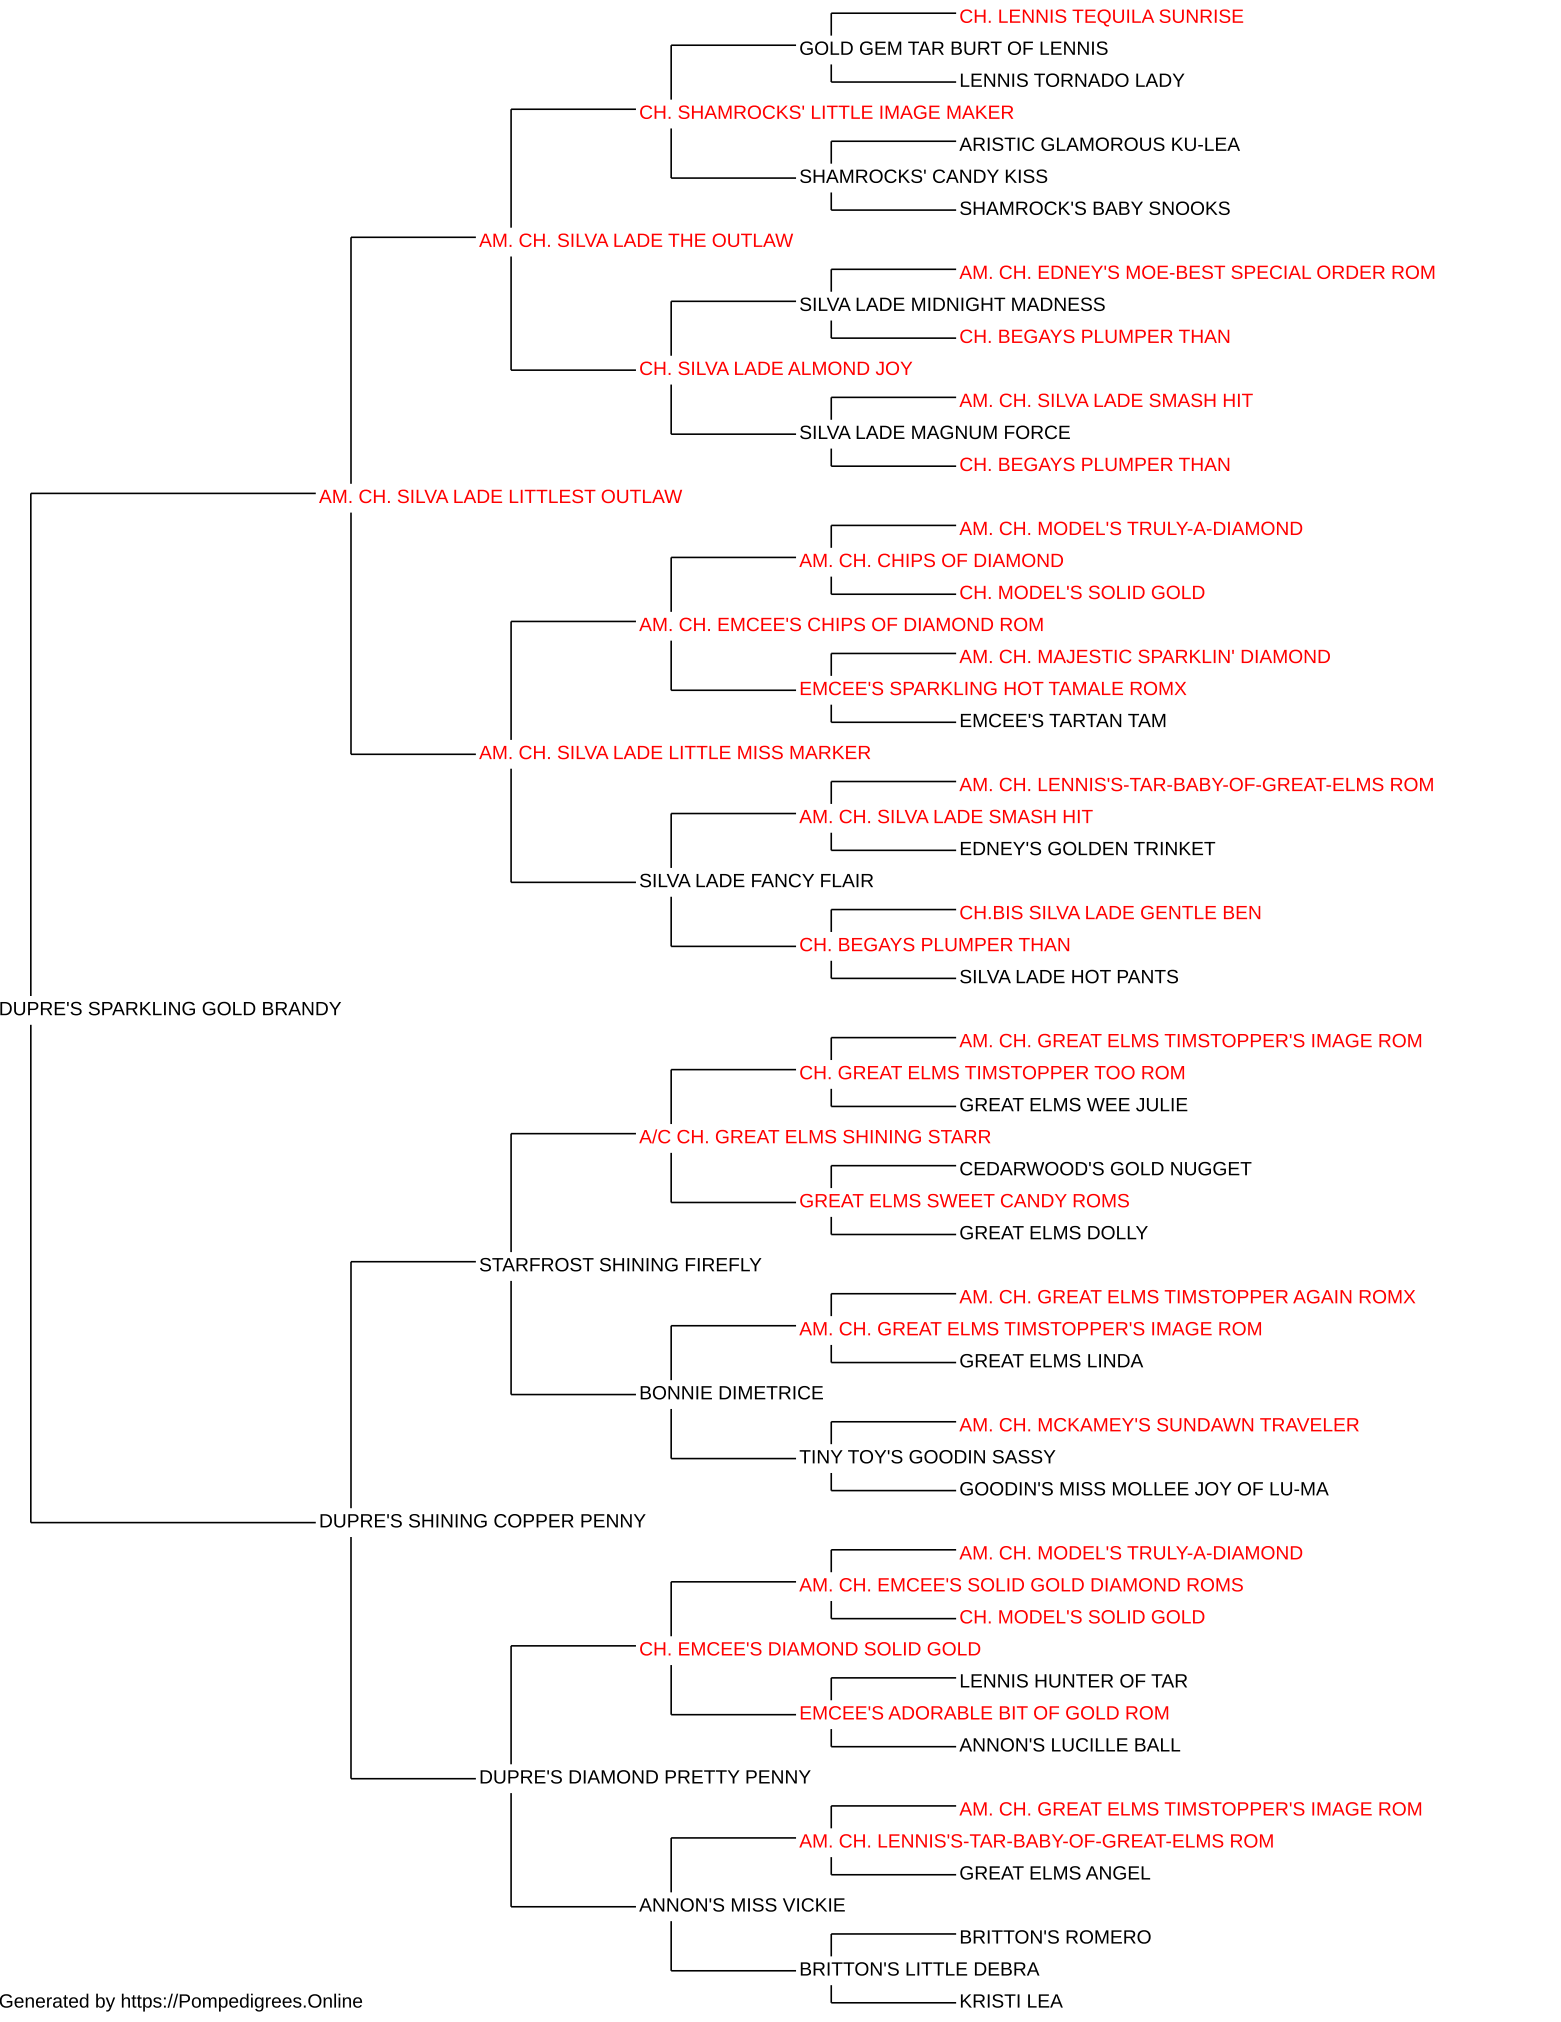 CH. LENNIS TEQUILA SUNRISE
GOLD GEM TAR BURT OF LENNIS
LENNIS TORNADO LADY
CH. SHAMROCKS' LITTLE IMAGE MAKER
ARISTIC GLAMOROUS KU-LEA
SHAMROCKS' CANDY KISS
SHAMROCK'S BABY SNOOKS
AM. CH. SILVA LADE THE OUTLAW
AM. CH. EDNEY'S MOE-BEST SPECIAL ORDER ROM
SILVA LADE MIDNIGHT MADNESS
CH. BEGAYS PLUMPER THAN
CH. SILVA LADE ALMOND JOY
AM. CH. SILVA LADE SMASH HIT
SILVA LADE MAGNUM FORCE
CH. BEGAYS PLUMPER THAN
AM. CH. SILVA LADE LITTLEST OUTLAW
AM. CH. MODEL'S TRULY-A-DIAMOND
AM. CH. CHIPS OF DIAMOND
CH. MODEL'S SOLID GOLD
AM. CH. EMCEE'S CHIPS OF DIAMOND ROM
AM. CH. MAJESTIC SPARKLIN' DIAMOND
EMCEE'S SPARKLING HOT TAMALE ROMX
EMCEE'S TARTAN TAM
AM. CH. SILVA LADE LITTLE MISS MARKER
AM. CH. LENNIS'S-TAR-BABY-OF-GREAT-ELMS ROM
AM. CH. SILVA LADE SMASH HIT
EDNEY'S GOLDEN TRINKET
SILVA LADE FANCY FLAIR
CH.BIS SILVA LADE GENTLE BEN
CH. BEGAYS PLUMPER THAN
SILVA LADE HOT PANTS
DUPRE'S SPARKLING GOLD BRANDY
AM. CH. GREAT ELMS TIMSTOPPER'S IMAGE ROM
CH. GREAT ELMS TIMSTOPPER TOO ROM
GREAT ELMS WEE JULIE
A/C CH. GREAT ELMS SHINING STARR
CEDARWOOD'S GOLD NUGGET
GREAT ELMS SWEET CANDY ROMS
GREAT ELMS DOLLY
STARFROST SHINING FIREFLY
AM. CH. GREAT ELMS TIMSTOPPER AGAIN ROMX
AM. CH. GREAT ELMS TIMSTOPPER'S IMAGE ROM
GREAT ELMS LINDA
BONNIE DIMETRICE
AM. CH. MCKAMEY'S SUNDAWN TRAVELER
TINY TOY'S GOODIN SASSY
GOODIN'S MISS MOLLEE JOY OF LU-MA
DUPRE'S SHINING COPPER PENNY
AM. CH. MODEL'S TRULY-A-DIAMOND
AM. CH. EMCEE'S SOLID GOLD DIAMOND ROMS
CH. MODEL'S SOLID GOLD
CH. EMCEE'S DIAMOND SOLID GOLD
LENNIS HUNTER OF TAR
EMCEE'S ADORABLE BIT OF GOLD ROM
ANNON'S LUCILLE BALL
DUPRE'S DIAMOND PRETTY PENNY
AM. CH. GREAT ELMS TIMSTOPPER'S IMAGE ROM
AM. CH. LENNIS'S-TAR-BABY-OF-GREAT-ELMS ROM
GREAT ELMS ANGEL
ANNON'S MISS VICKIE
BRITTON'S ROMERO
BRITTON'S LITTLE DEBRA
KRISTI LEA
Generated by https://Pompedigrees.Online